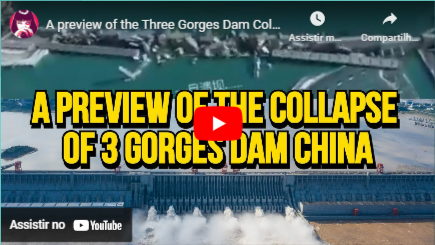 A preview of the Three Gorges Dam Col...
Assistir m...
Compartilh...
A PREVIEW OF THE COLLAPSE
OF 3 GORGES DAM CHINA
Assistir no YouTube